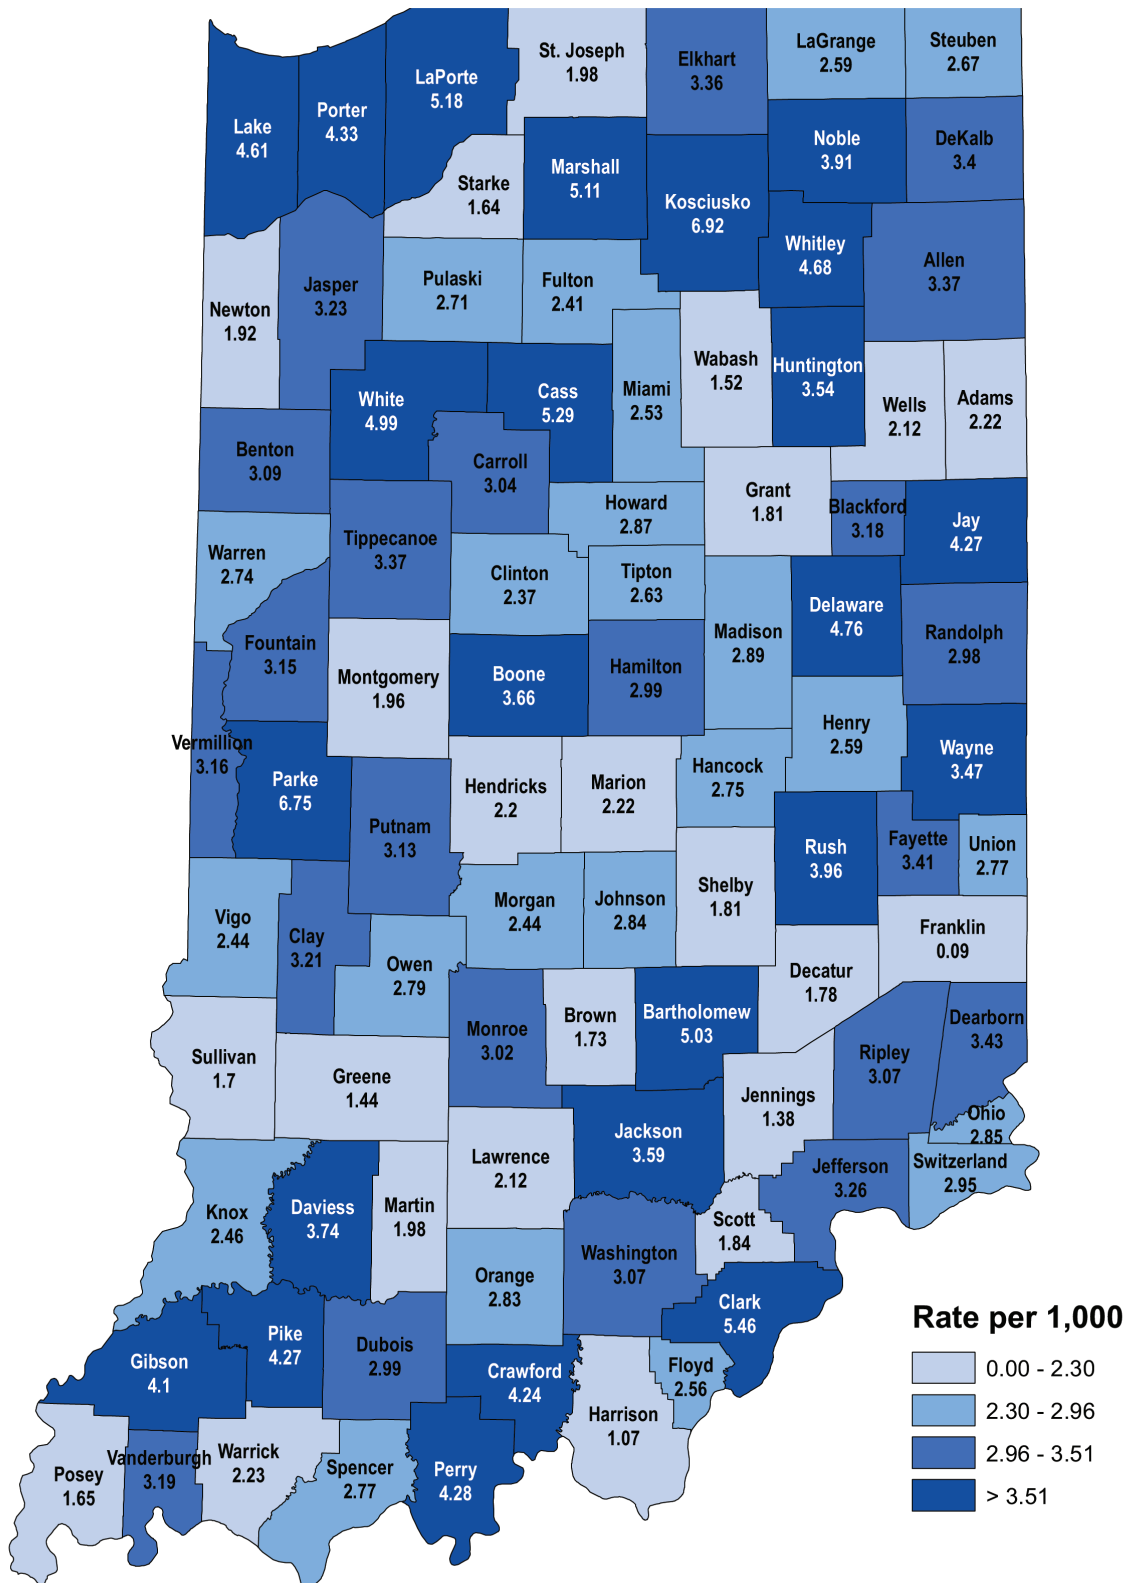 St. Joseph
1.98
Elkhart
3.36
LaGrange
2.59
Steuben
2.67
LaPorte
5.18
Porter
4.33
Lake
4.61
Noble
3.91
DeKalb
3.4
Marshall
5.11
Starke
1.64
Kosciusko
6.92
Whitley
4.68
Allen
3.37
Pulaski
2.71
Fulton
2.41
Jasper
3.23
Newton
1.92
Wabash
1.52
Huntington
3.54
Miami
2.53
Cass
5.29
White
4.99
Wells
2.12
Adams
2.22
Benton
3.09
Carroll
3.04
Grant
1.81
Howard
2.87
Blackford
3.18
Jay
4.27
Tippecanoe
3.37
Warren
2.74
Clinton
2.37
Tipton
2.63
Delaware
4.76
Madison
2.89
Randolph
2.98
Fountain
3.15
Montgomery
1.96
Boone
3.66
Hamilton
2.99
Henry
2.59
Vermillion
3.16
Wayne
3.47
Hancock
2.75
Parke
6.75
Hendricks
2.2
Marion
2.22
Putnam
3.13
Rush
3.96
Fayette
3.41
Union
2.77
Shelby
1.81
Morgan
2.44
Johnson
2.84
Vigo
2.44
Clay
3.21
Franklin
0.09
Owen
2.79
Decatur
1.78
Bartholomew
5.03
Brown
1.73
Monroe
3.02
Dearborn
3.43
Sullivan
1.7
Ripley
3.07
Greene
1.44
Jennings
1.38
Ohio
2.85
Jackson
3.59
Lawrence
2.12
Jefferson
3.26
Switzerland
2.95
Knox
2.46
Daviess
3.74
Martin
1.98
Scott
1.84
Washington
3.07
Orange
2.83
Clark
5.46
Pike
4.27
Dubois
2.99
Gibson
4.1
Crawford
4.24
Floyd
2.56
Harrison
1.07
Vanderburgh
3.19
Warrick
2.23
Posey
1.65
Spencer
2.77
Perry
4.28
Rate per 1,000
0.00 - 2.30
2.30 - 2.96
2.96 - 3.51
> 3.51